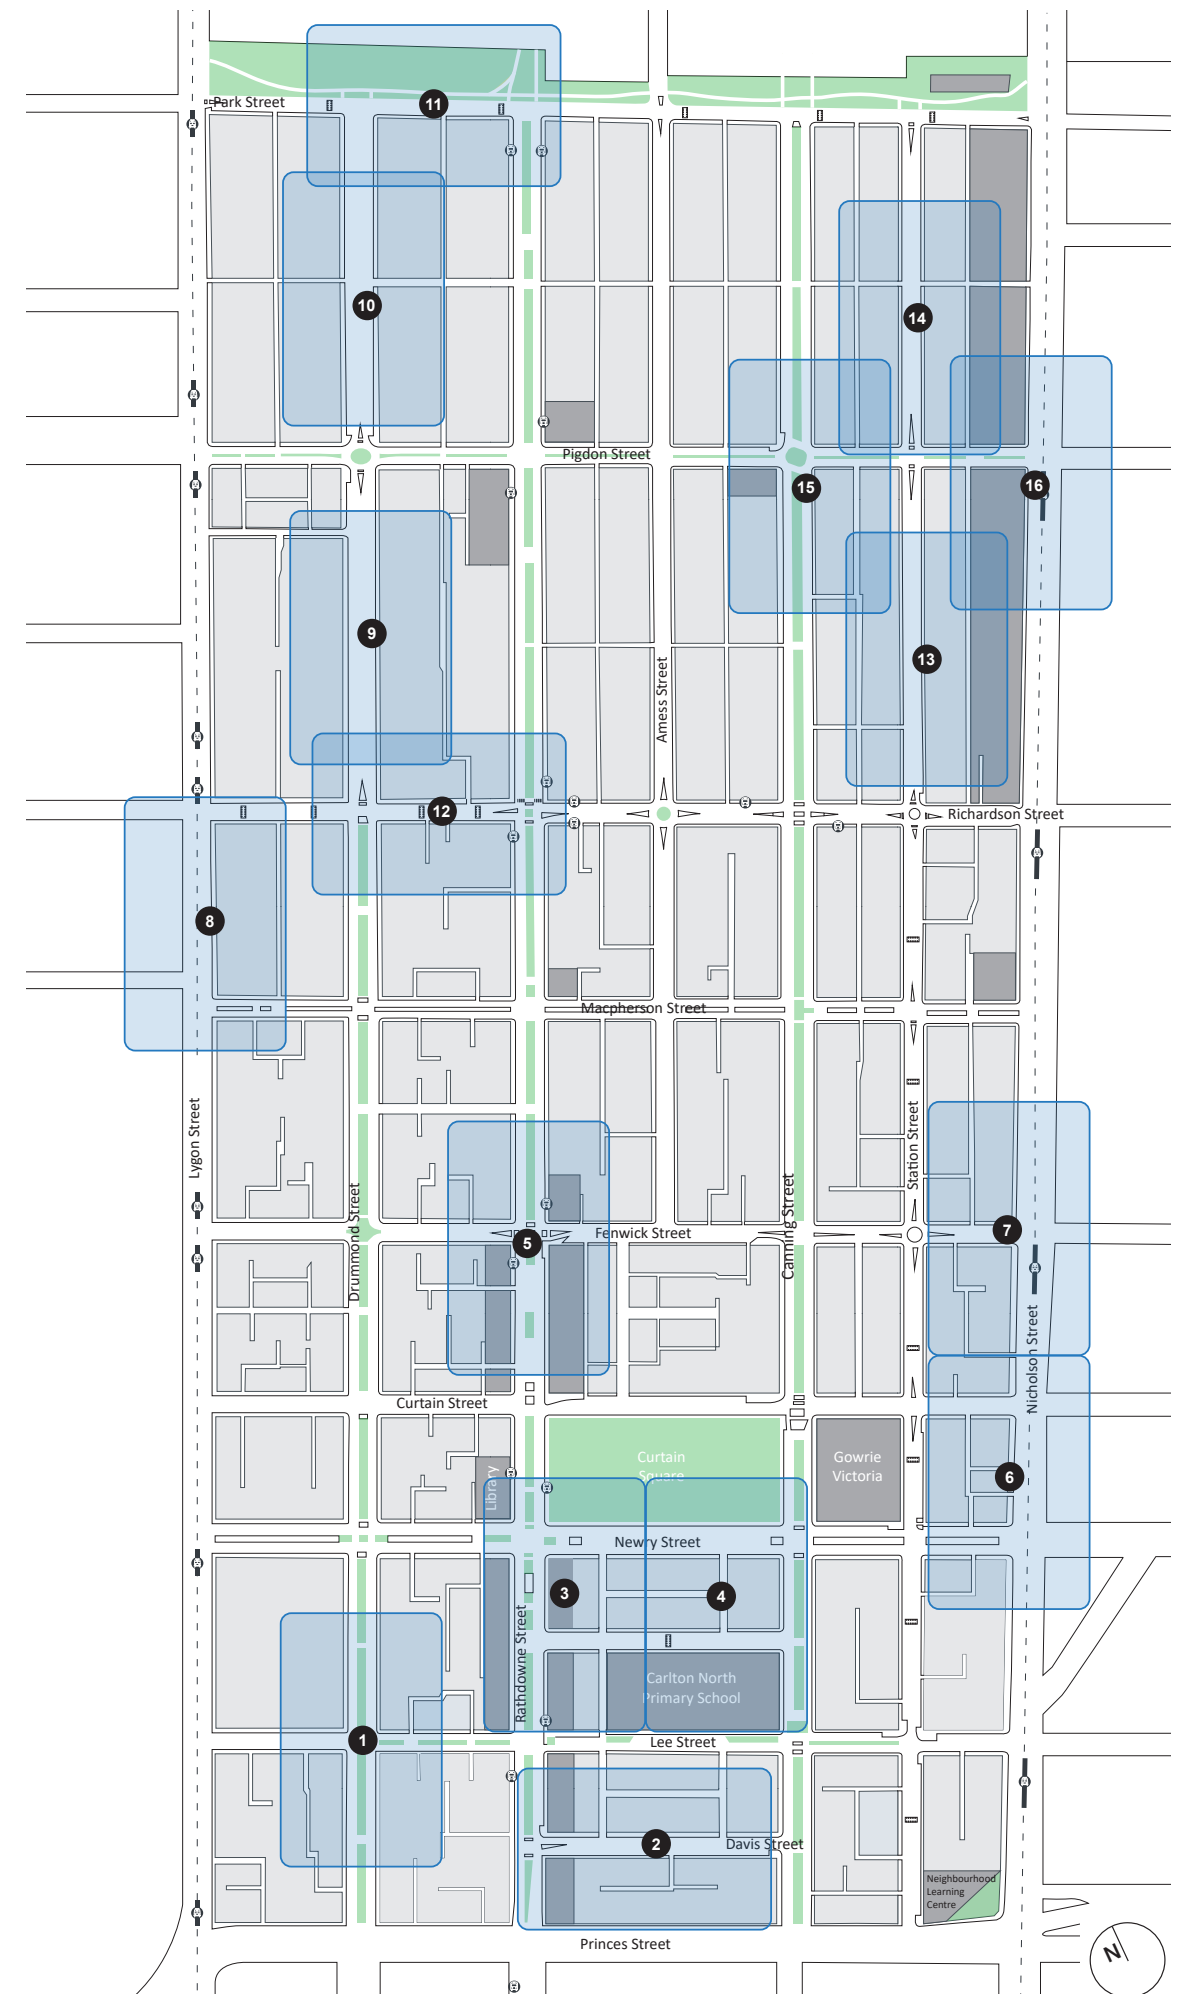 Park Street
11
10
14
Pigdon Street
15
16
9
13
Amess Street
12
Richardson Street
8
Macpherson Street
Lygon Street
Station Street
Drummond Street
Canning Street
7
Fenwick Street
5
Nicholson Street
Curtain Street
Curtain
Square
Gowrie
Victoria
Library
6
Newry Street
3
4
Rathdowne Street
Carlton North
Primary School
1
Lee Street
2
Davis Street
Neighbourhood
Learning
Centre
Princes Street
N